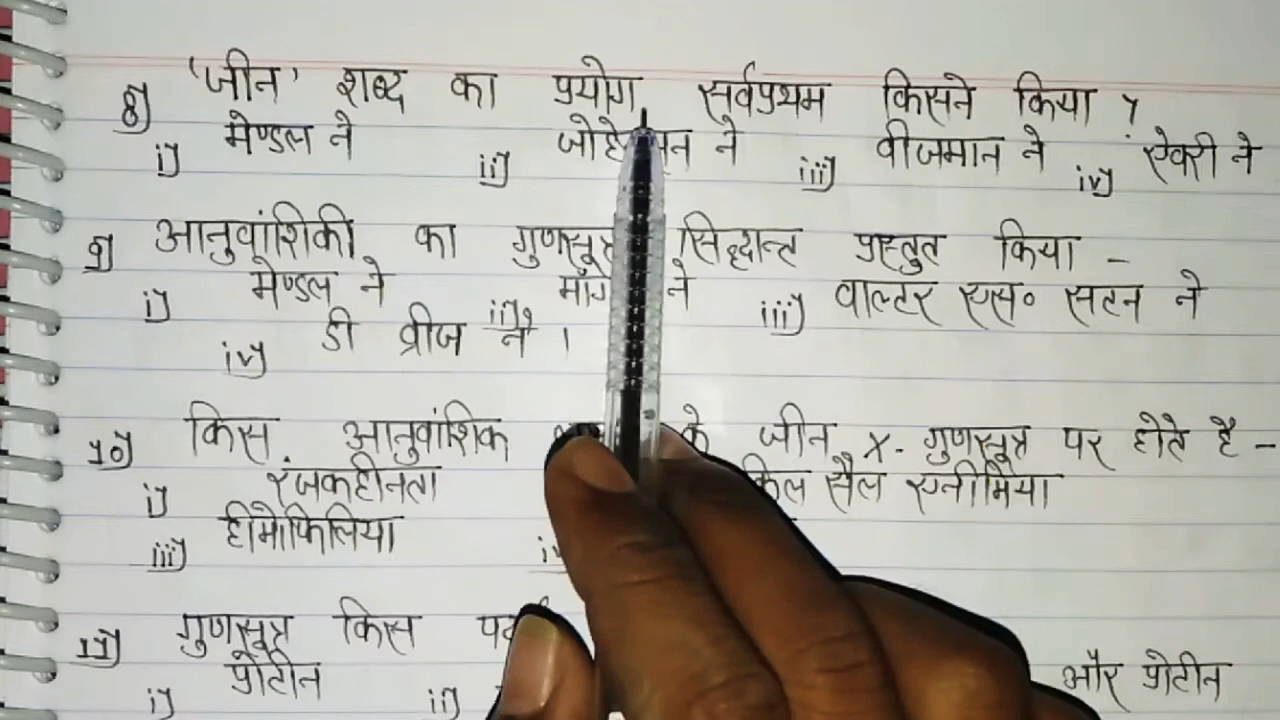 8) 'जीन' शब्द का प्रयोग सर्वप्रथम किसने किया ?
i) मेण्डल ने ii) ने iii) वीजमान ने iv) ऐवरी ने
9) आनुवांशिकी का गुणसूत्र सिद्धान्त प्रस्तुत किया -
i) मेण्डल ने ii) ने iii) वाल्टर एस० सटन ने
iv) डी व्रीज ने ।
10) किस आनुवांशिक के जीन X- गुणसूत्र पर होते है -
i) रंजकहीनता सैल एनीमिया
iii) हीमोफिलिया
11) गुणसूत्र किस
i) प्रोटीन ii) और प्रोटीन